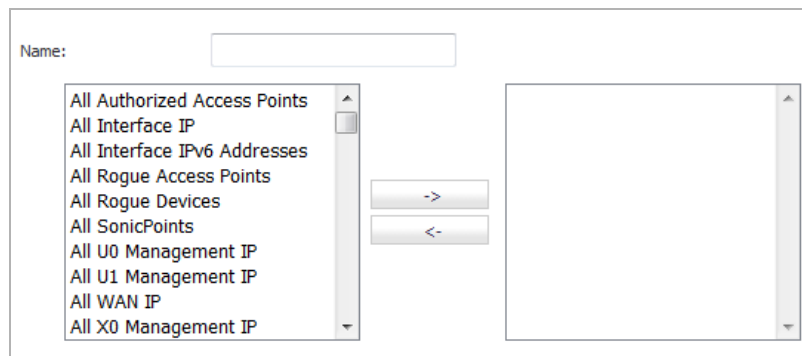 Name:
All Authorized Access Points
All Interface IP
All Interface IPv6 Addresses
All Rogue Access Points
All Rogue Devices
All SonicPoints
All U0 Management IP
All U1 Management IP
All WAN IP
All X0 Management IP
->
<-